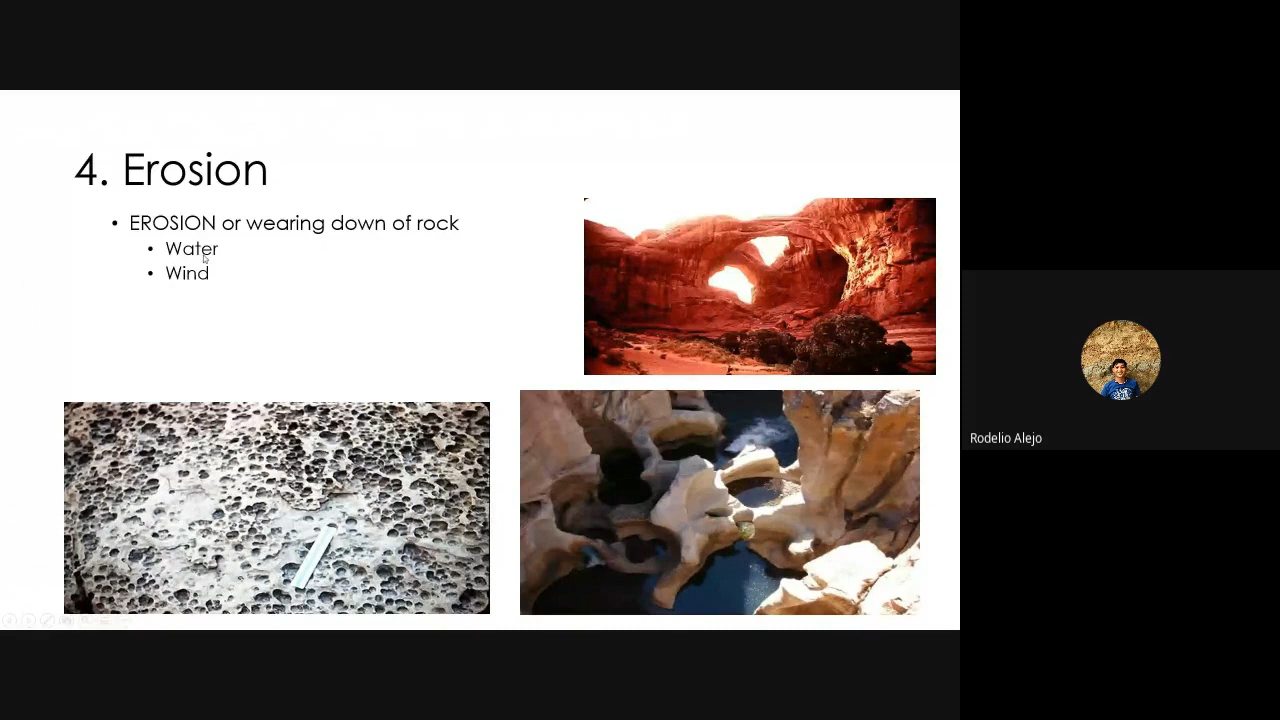 4. Erosion
• EROSION or wearing down of rock
• Water
• Wind
Rodelio Alejo